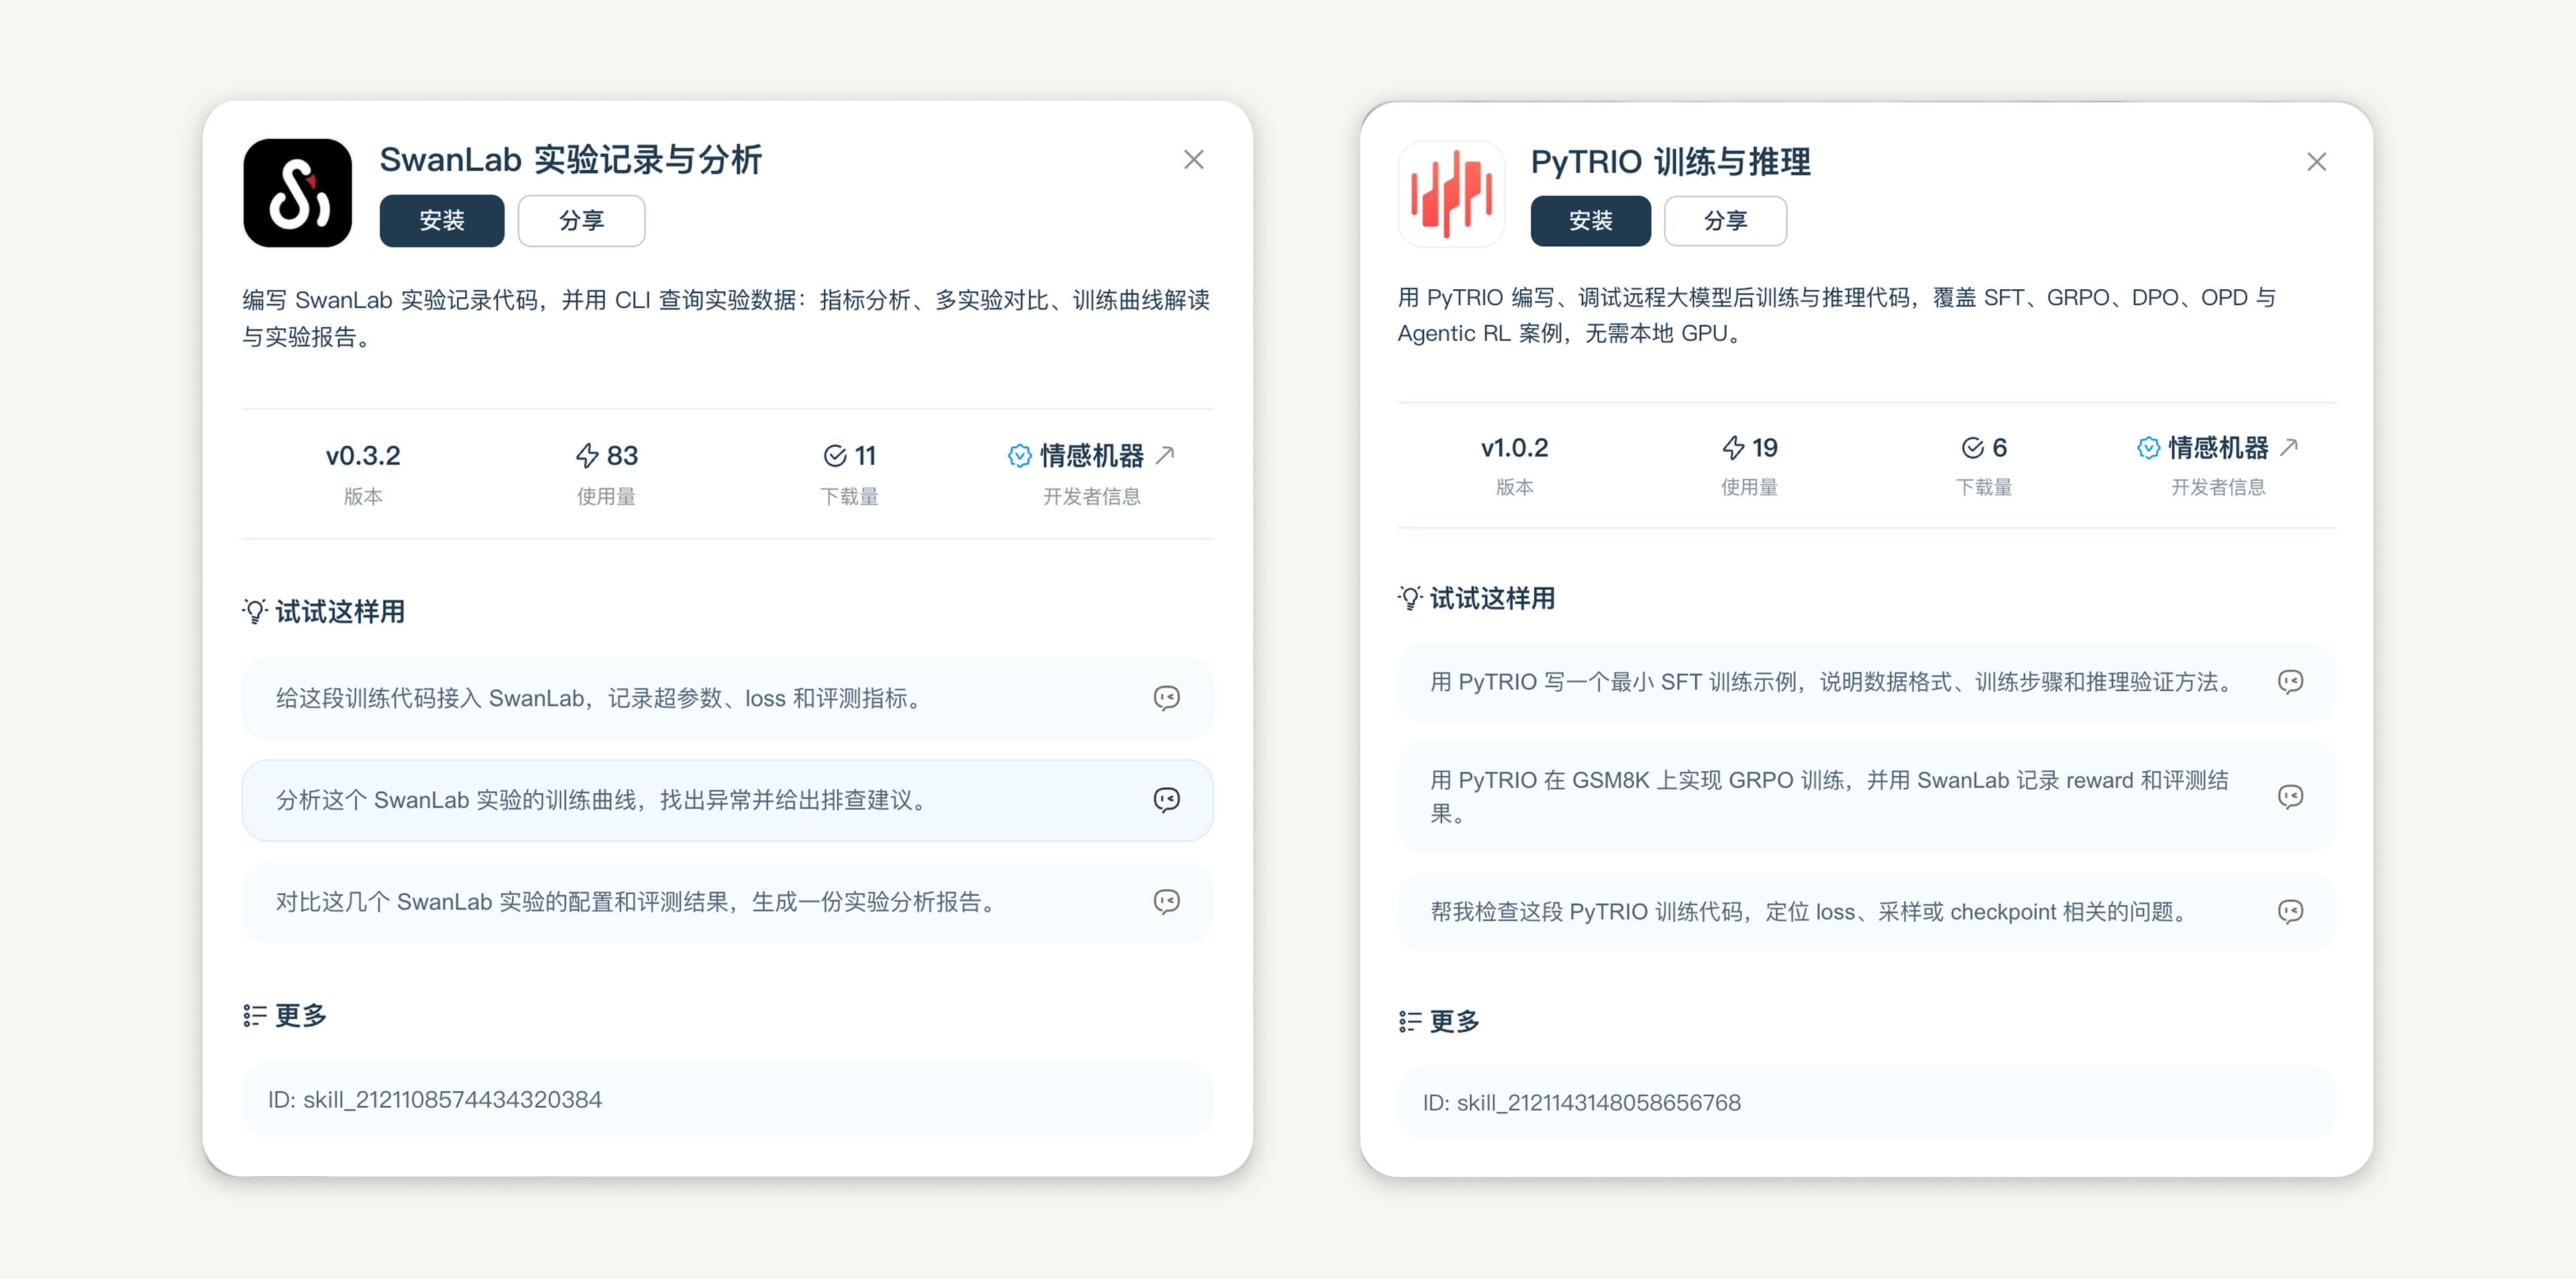 SwanLab 实验记录与分析
安装
分享
编写 SwanLab 实验记录代码，并用 CLI 查询实验数据：指标分析、多实验对比、训练曲线解读
与实验报告。
v0.3.2
83
11
情感机器
版本
使用量
下载量
开发者信息
试试这样用
给这段训练代码接入 SwanLab，记录超参数、loss 和评测指标。
分析这个 SwanLab 实验的训练曲线，找出异常并给出排查建议。
对比这几个 SwanLab 实验的配置和评测结果，生成一份实验分析报告。
更多
ID: skill_2121108574434320384
PyTRIO 训练与推理
安装
分享
用 PyTRIO 编写、调试远程大模型后训练与推理代码，覆盖 SFT、GRPO、DPO、OPD 与
Agentic RL 案例，无需本地 GPU。
v1.0.2
19
6
情感机器
版本
使用量
下载量
开发者信息
试试这样用
用 PyTRIO 写一个最小 SFT 训练示例，说明数据格式、训练步骤和推理验证方法。
用 PyTRIO 在 GSM8K 上实现 GRPO 训练，并用 SwanLab 记录 reward 和评测结
果。
帮我检查这段 PyTRIO 训练代码，定位 loss、采样或 checkpoint 相关的问题。
更多
ID: skill_2121143148058656768